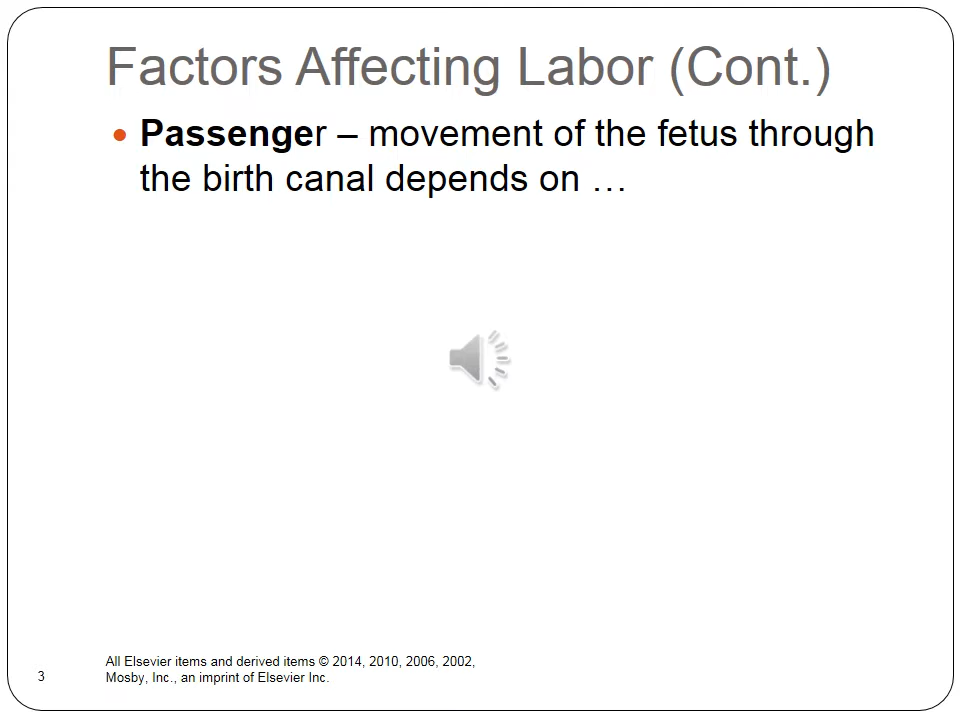 Factors Affecting Labor (Cont.)
• Passenger – movement of the fetus through
the birth canal depends on …
All Elsevier items and derived items © 2014, 2010, 2006, 2002,
Mosby, Inc., an imprint of Elsevier Inc.
3